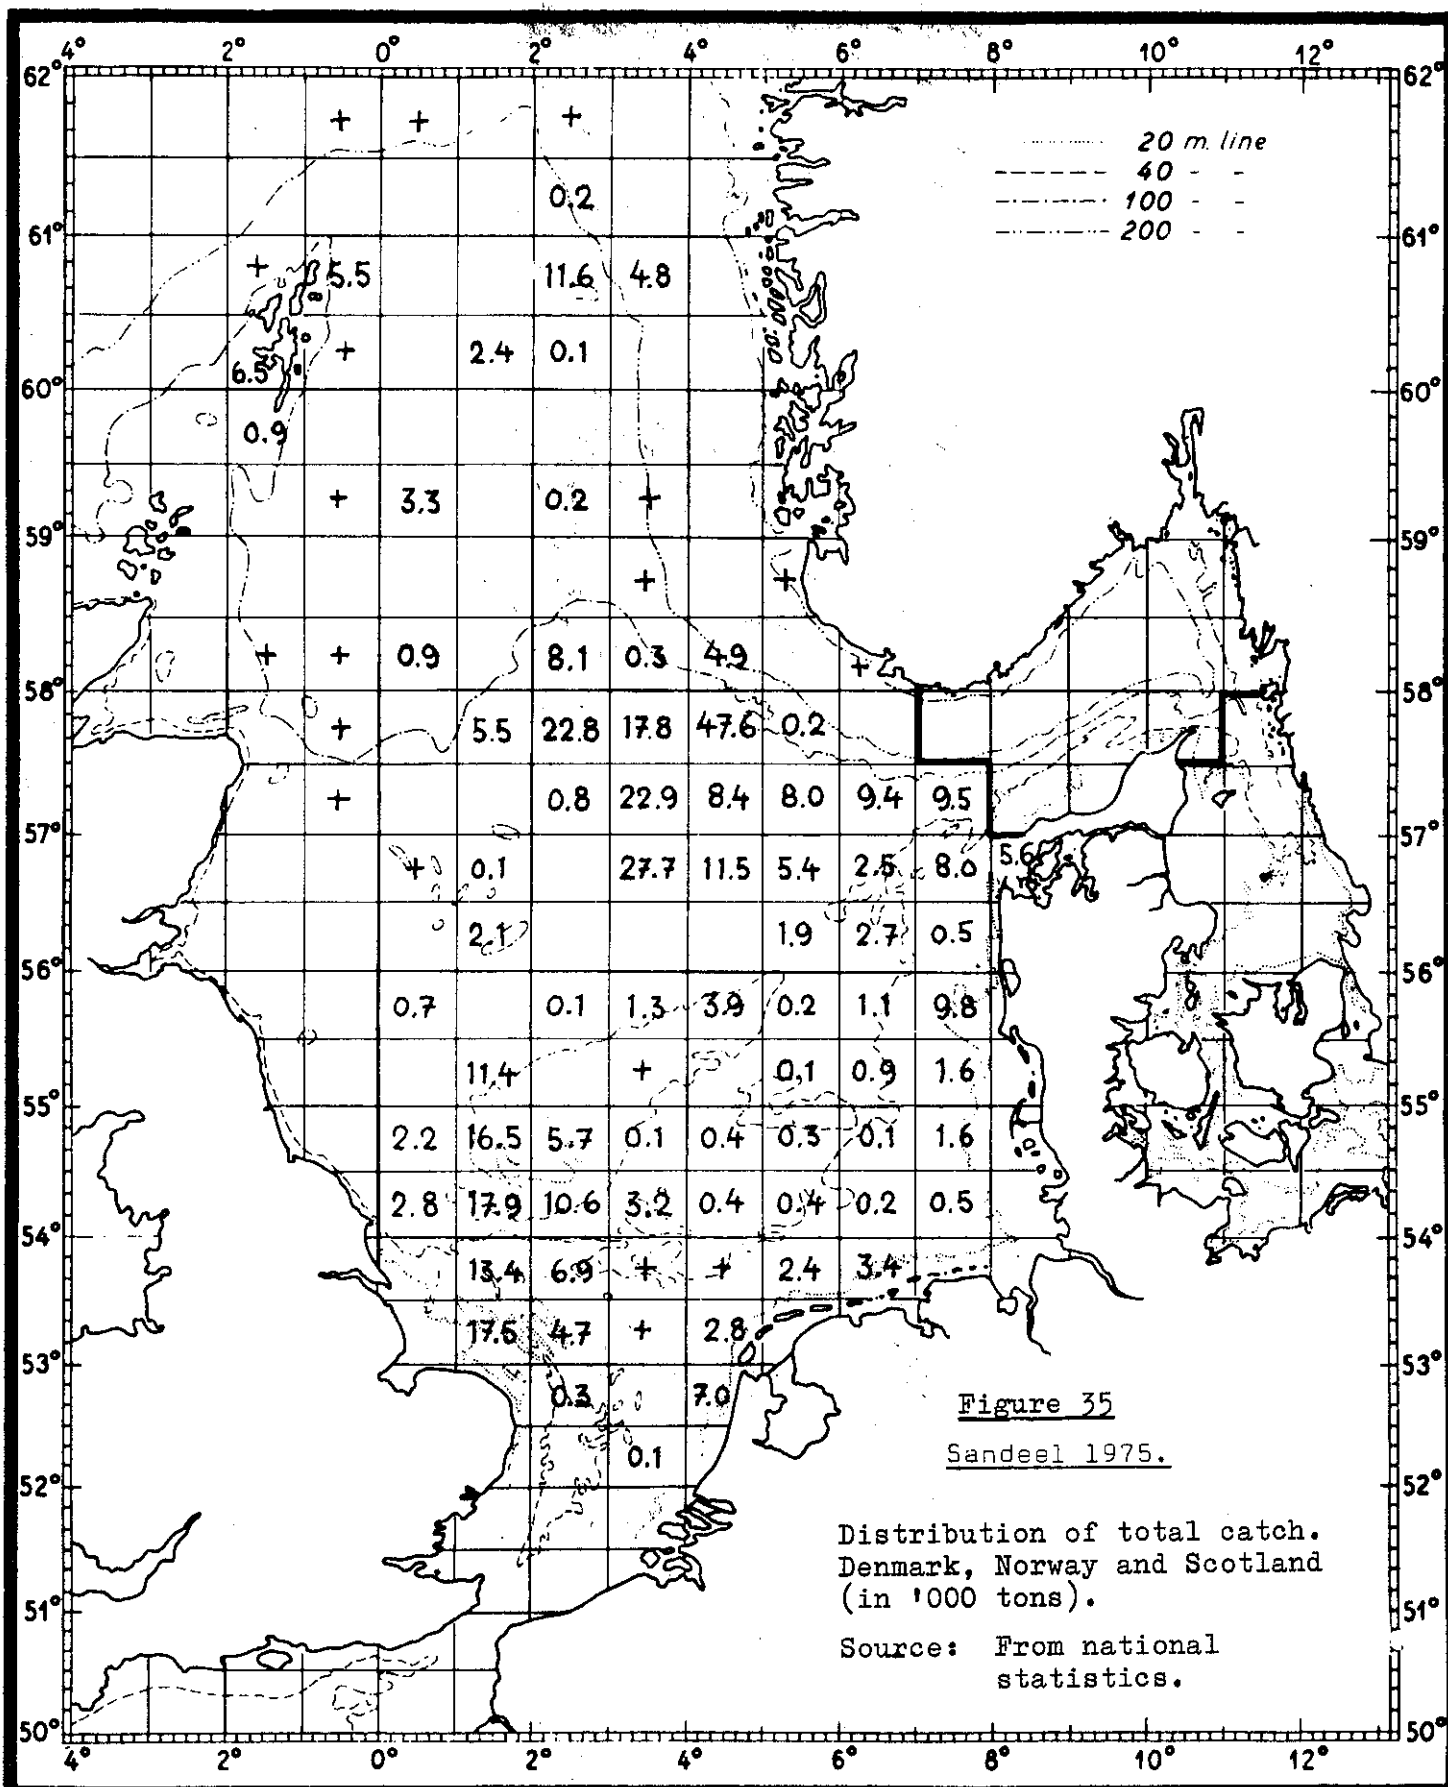 4° 2° 0° 2° 4° 6° 8° 10° 12°
62° 62°
+ + +
20 m. line
40 - -
100 - -
200 - -
0.2
61° 61°
+ 5.5 11.6 4.8
6.5 + 2.4 0.1
60° 60°
0.9
+ 3.3 0.2 +
59° 59°
+ +
+ + 0.9 8.1 0.3 4.9 +
58° 58°
+ 5.5 22.8 17.8 47.6 0.2
+ 0.8 22.9 8.4 8.0 9.4 9.5
57° 57°
+ 0.1 27.7 11.5 5.4 2.5 8.0 5.6
2.1 1.9 2.7 0.5
56° 56°
0.7 0.1 1.3 3.9 0.2 1.1 9.8
11.4 + 0.1 0.9 1.6
55° 55°
2.2 16.5 5.7 0.1 0.4 0.3 0.1 1.6
2.8 17.9 10.6 3.2 0.4 0.4 0.2 0.5
54° 54°
13.4 6.9 + + 2.4 3.4
17.5 4.7 + 2.8
53° 53°
0.3 7.0
Figure 35
0.1
Sandeel 1975.
52° 52°
Distribution of total catch.
Denmark, Norway and Scotland
(in '000 tons).
51° 51°
Source: From national
statistics.
50° 50°
4° 2° 0° 2° 4° 6° 8° 10° 12°